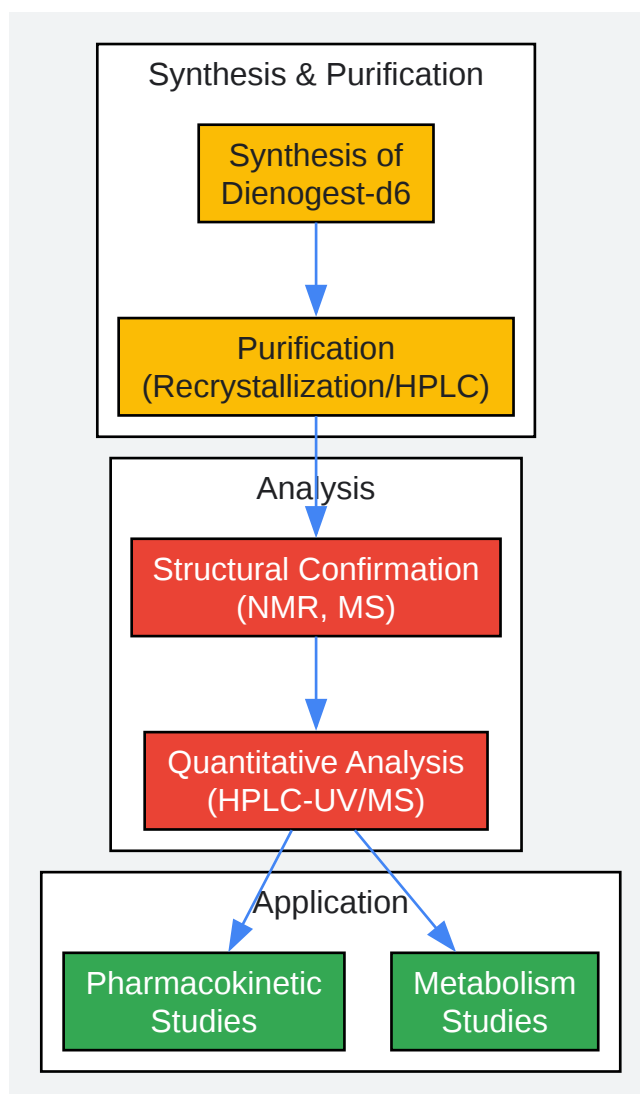 Synthesis & Purification
Synthesis of
Dienogest-d6
Purification
(Recrystallization/HPLC)
Analysis
Structural Confirmation
(NMR, MS)
Quantitative Analysis
(HPLC-UV/MS)
Application
Pharmacokinetic
Studies
Metabolism
Studies